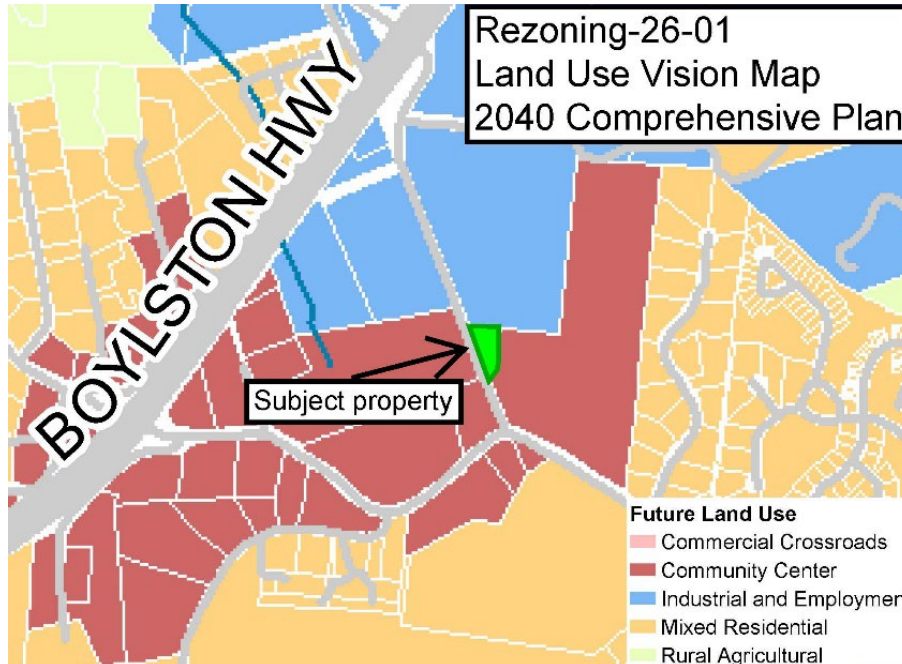 Rezoning-26-01
Land Use Vision Map
2040 Comprehensive Plan
BOYLSTON HWY
Subject property
Future Land Use
Commercial Crossroads
Community Center
Industrial and Employmen
Mixed Residential
Rural Agricultural